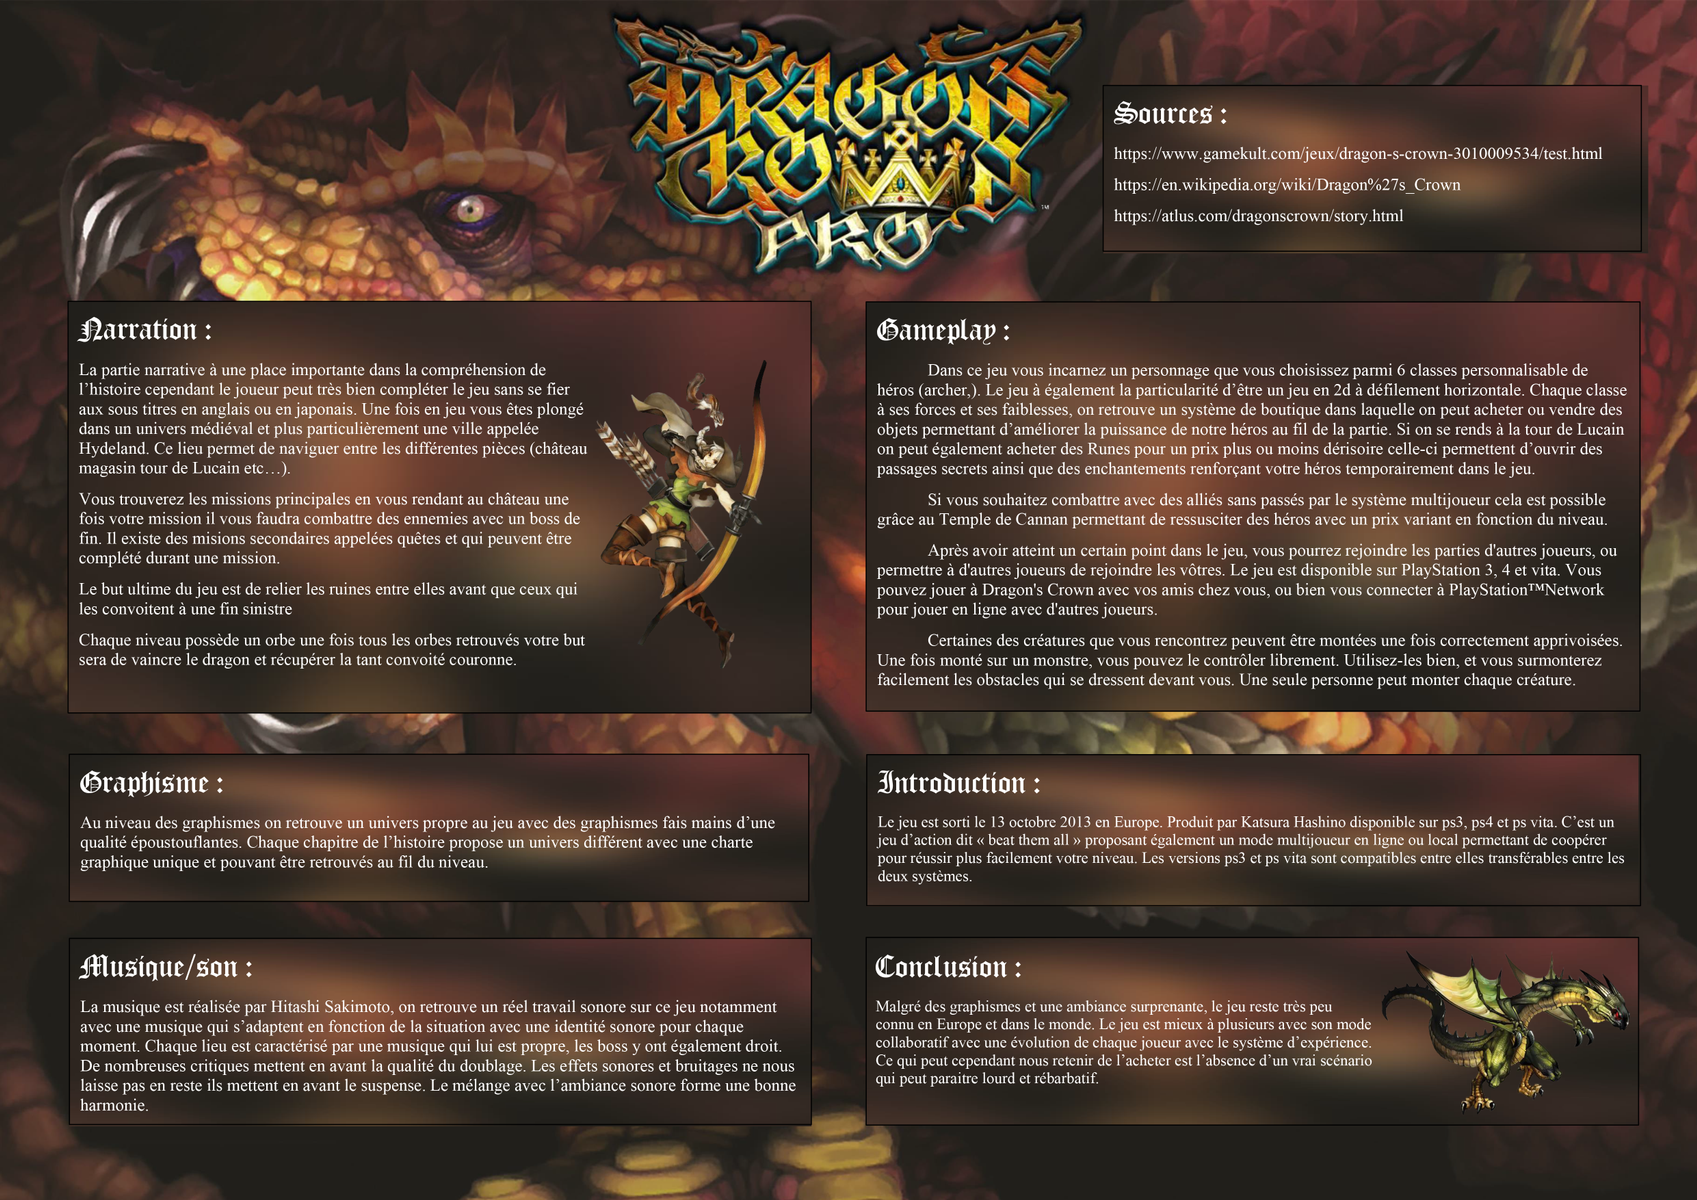 DRAGON'S
CROWN
PRO
™
Sources :
https://www.gamekult.com/jeux/dragon-s-crown-3010009534/test.html
https://en.wikipedia.org/wiki/Dragon%27s_Crown
https://atlus.com/dragonscrown/story.html
Narration :
La partie narrative à une place importante dans la compréhension de
l’histoire cependant le joueur peut très bien compléter le jeu sans se fier
aux sous titres en anglais ou en japonais. Une fois en jeu vous êtes plongé
dans un univers médiéval et plus particulièrement une ville appelée
Hydeland. Ce lieu permet de naviguer entre les différentes pièces (château
magasin tour de Lucain etc…).
Vous trouverez les missions principales en vous rendant au château une
fois votre mission il vous faudra combattre des ennemies avec un boss de
fin. Il existe des misions secondaires appelées quêtes et qui peuvent être
complété durant une mission.
Le but ultime du jeu est de relier les ruines entre elles avant que ceux qui
les convoitent à une fin sinistre
Chaque niveau possède un orbe une fois tous les orbes retrouvés votre but
sera de vaincre le dragon et récupérer la tant convoité couronne.
Gameplay :
Dans ce jeu vous incarnez un personnage que vous choisissez parmi 6 classes personnalisable de
héros (archer,). Le jeu à également la particularité d’être un jeu en 2d à défilement horizontale. Chaque classe
à ses forces et ses faiblesses, on retrouve un système de boutique dans laquelle on peut acheter ou vendre des
objets permettant d’améliorer la puissance de notre héros au fil de la partie. Si on se rends à la tour de Lucain
on peut également acheter des Runes pour un prix plus ou moins dérisoire celle-ci permettent d’ouvrir des
passages secrets ainsi que des enchantements renforçant votre héros temporairement dans le jeu.
Si vous souhaitez combattre avec des alliés sans passés par le système multijoueur cela est possible
grâce au Temple de Cannan permettant de ressusciter des héros avec un prix variant en fonction du niveau.
Après avoir atteint un certain point dans le jeu, vous pourrez rejoindre les parties d'autres joueurs, ou
permettre à d'autres joueurs de rejoindre les vôtres. Le jeu est disponible sur PlayStation 3, 4 et vita. Vous
pouvez jouer à Dragon's Crown avec vos amis chez vous, ou bien vous connecter à PlayStation™Network
pour jouer en ligne avec d'autres joueurs.
Certaines des créatures que vous rencontrez peuvent être montées une fois correctement apprivoisées.
Une fois monté sur un monstre, vous pouvez le contrôler librement. Utilisez-les bien, et vous surmonterez
facilement les obstacles qui se dressent devant vous. Une seule personne peut monter chaque créature.
Graphisme :
Au niveau des graphismes on retrouve un univers propre au jeu avec des graphismes fais mains d’une
qualité époustouflantes. Chaque chapitre de l’histoire propose un univers différent avec une charte
graphique unique et pouvant être retrouvés au fil du niveau.
Introduction :
Le jeu est sorti le 13 octobre 2013 en Europe. Produit par Katsura Hashino disponible sur ps3, ps4 et ps vita. C’est un
jeu d’action dit « beat them all » proposant également un mode multijoueur en ligne ou local permettant de coopérer
pour réussir plus facilement votre niveau. Les versions ps3 et ps vita sont compatibles entre elles transférables entre les
deux systèmes.
Musique/son :
La musique est réalisée par Hitashi Sakimoto, on retrouve un réel travail sonore sur ce jeu notamment
avec une musique qui s’adaptent en fonction de la situation avec une identité sonore pour chaque
moment. Chaque lieu est caractérisé par une musique qui lui est propre, les boss y ont également droit.
De nombreuses critiques mettent en avant la qualité du doublage. Les effets sonores et bruitages ne nous
laisse pas en reste ils mettent en avant le suspense. Le mélange avec l’ambiance sonore forme une bonne
harmonie.
Conclusion :
Malgré des graphismes et une ambiance surprenante, le jeu reste très peu
connu en Europe et dans le monde. Le jeu est mieux à plusieurs avec son mode
collaboratif avec une évolution de chaque joueur avec le système d’expérience.
Ce qui peut cependant nous retenir de l’acheter est l’absence d’un vrai scénario
qui peut paraitre lourd et rébarbatif.